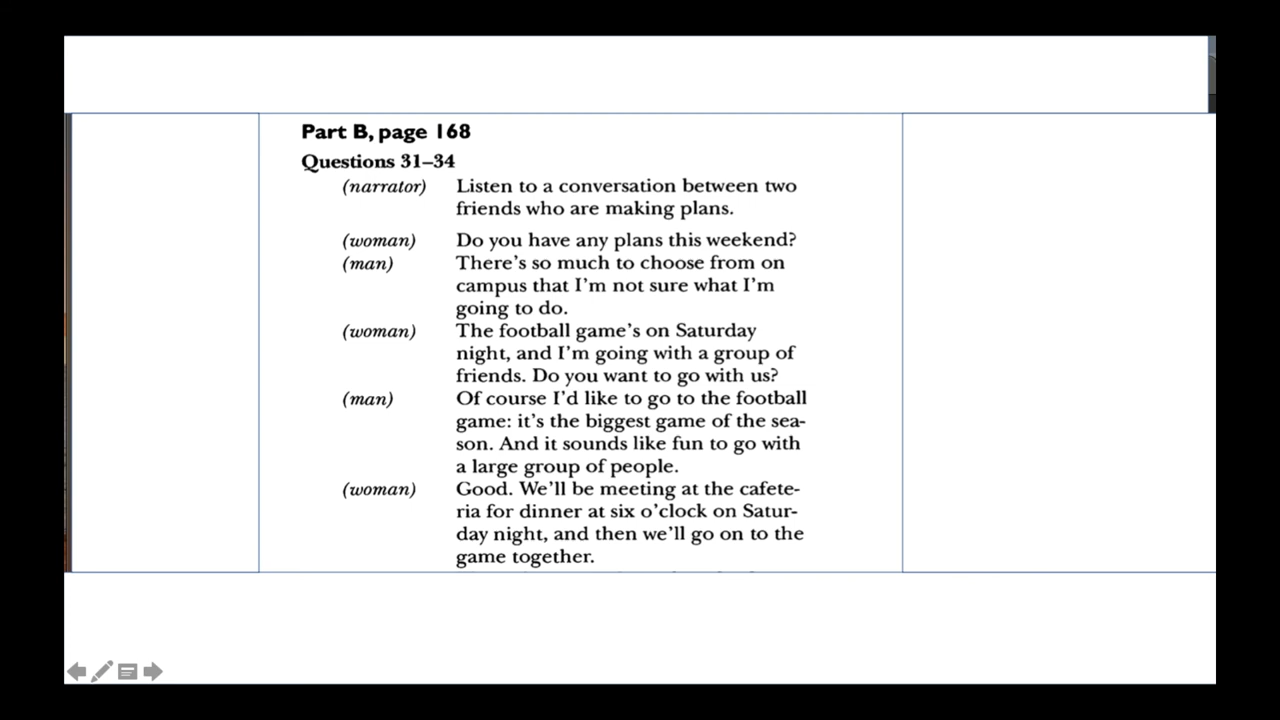 Part B, page 168
Questions 31–34
(narrator) Listen to a conversation between two
friends who are making plans.
(woman) Do you have any plans this weekend?
(man) There's so much to choose from on
campus that I'm not sure what I'm
going to do.
(woman) The football game's on Saturday
night, and I'm going with a group of
friends. Do you want to go with us?
(man) Of course I'd like to go to the football
game: it's the biggest game of the sea-
son. And it sounds like fun to go with
a large group of people.
(woman) Good. We'll be meeting at the cafete-
ria for dinner at six o'clock on Satur-
day night, and then we'll go on to the
game together.